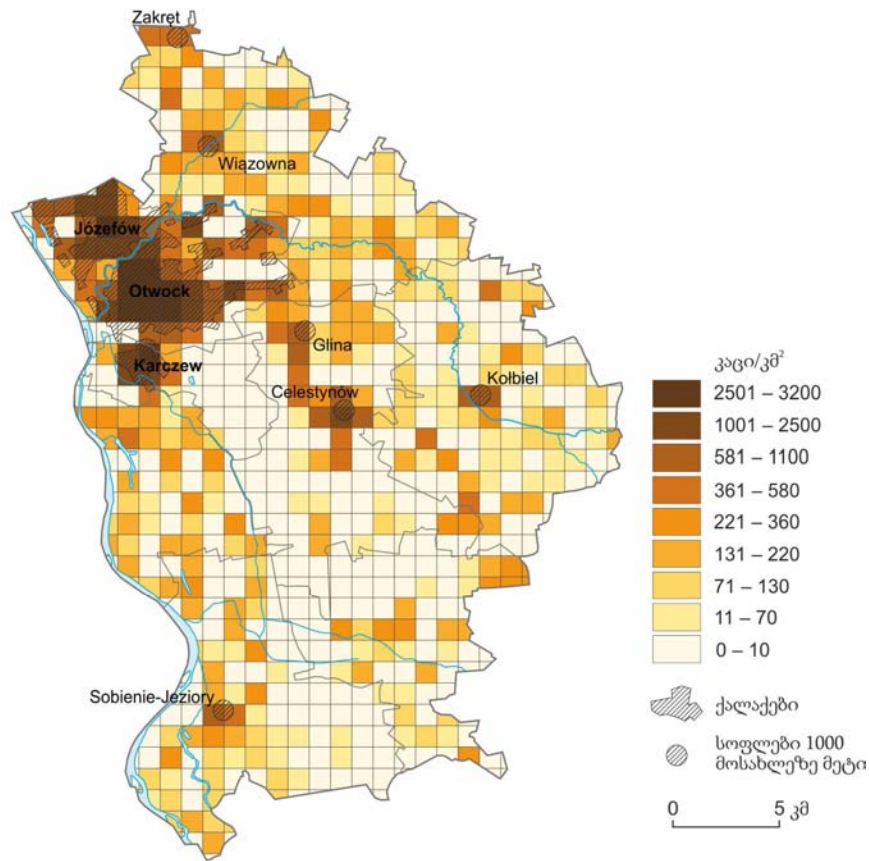 Zakręt
Wiązowna
Józefów
Otwock
Glina
Karczew
Celestynów
Kołbiel
Sobienie-Jeziory
კაცი/კმ²
2501 – 3200
1001 – 2500
581 – 1100
361 – 580
221 – 360
131 – 220
71 – 130
11 – 70
0 – 10
ქალაქები
სოფლები 1000
მოსახლეზე მეტი
0 5 კმ